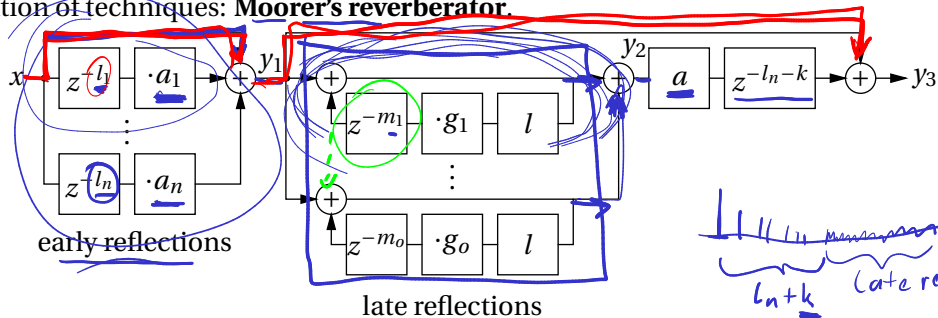 tion of techniques: Moorer's reverberator.
x z^{-l_1} ·a_1 + y_1 + z^{-m_1} ·g_1 l + y_2 a z^{-l_n-k} + y_3
⋮ ⋮
z^{-l_n} ·a_n + z^{-m_o} ·g_o l
early reflections
late reflections
l_n+k
late re